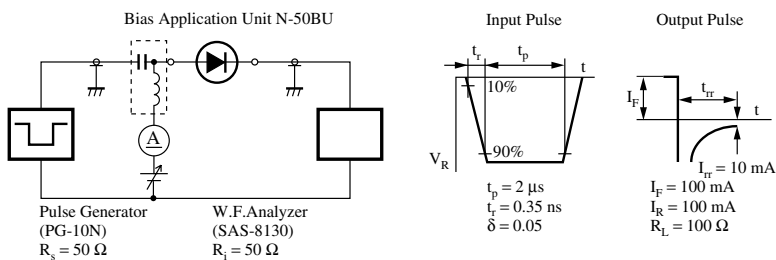 Bias Application Unit N-50BU
A
Pulse Generator
(PG-10N)
R_s = 50 Ω
W.F.Analyzer
(SAS-8130)
R_i = 50 Ω
Input Pulse
t_r
t_p
t
10%
90%
V_R
t_p = 2 μs
t_r = 0.35 ns
δ = 0.05
Output Pulse
I_F
t_rr
t
I_rr = 10 mA
I_F = 100 mA
I_R = 100 mA
R_L = 100 Ω